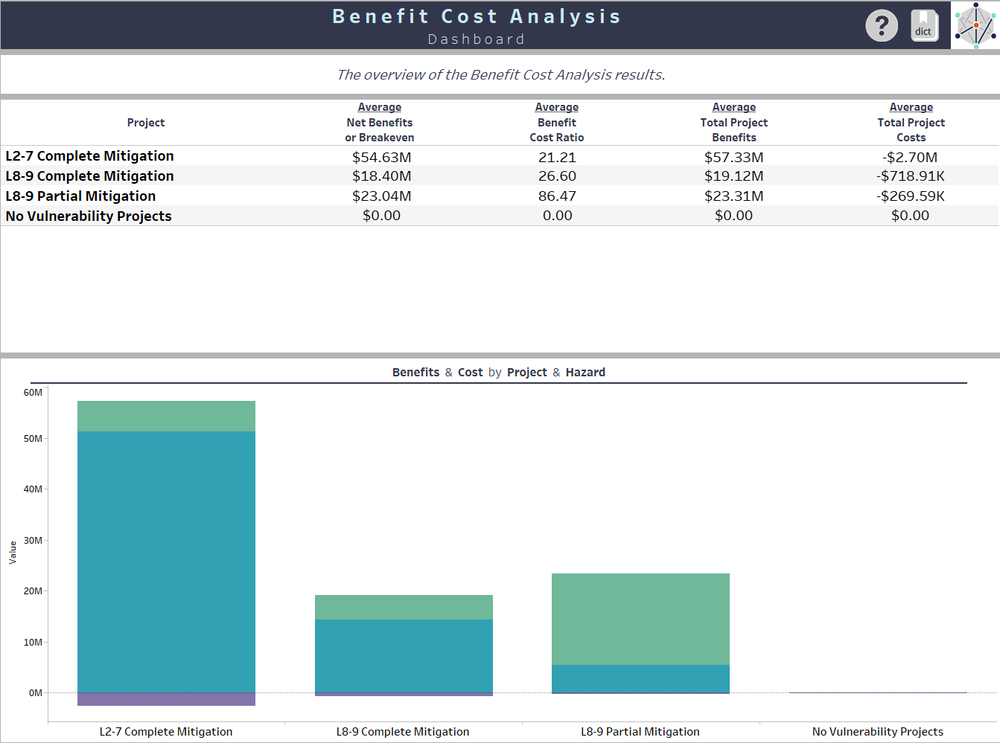 Benefit Cost Analysis
Dashboard
?
dict
The overview of the Benefit Cost Analysis results.
Project
Average Net Benefits or Breakeven
Average Benefit Cost Ratio
Average Total Project Benefits
Average Total Project Costs
L2-7 Complete Mitigation $54.63M 21.21 $57.33M -$2.70M
L8-9 Complete Mitigation $18.40M 26.60 $19.12M -$718.91K
L8-9 Partial Mitigation $23.04M 86.47 $23.31M -$269.59K
No Vulnerability Projects $0.00 0.00 $0.00 $0.00
Benefits & Cost by Project & Hazard
60M
50M
40M
30M
20M
10M
0M
Value
L2-7 Complete Mitigation
L8-9 Complete Mitigation
L8-9 Partial Mitigation
No Vulnerability Projects